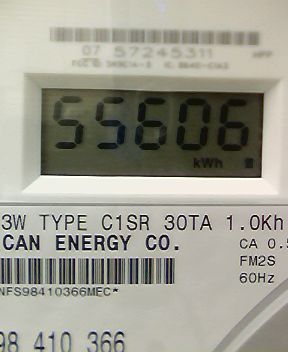 07 57245311
55606
kWh
3W TYPE C1SR 30TA 1.0Kh
CAN ENERGY CO.
CA 0.5
FM2S
60Hz
NFS98410366MEC*
98 410 366